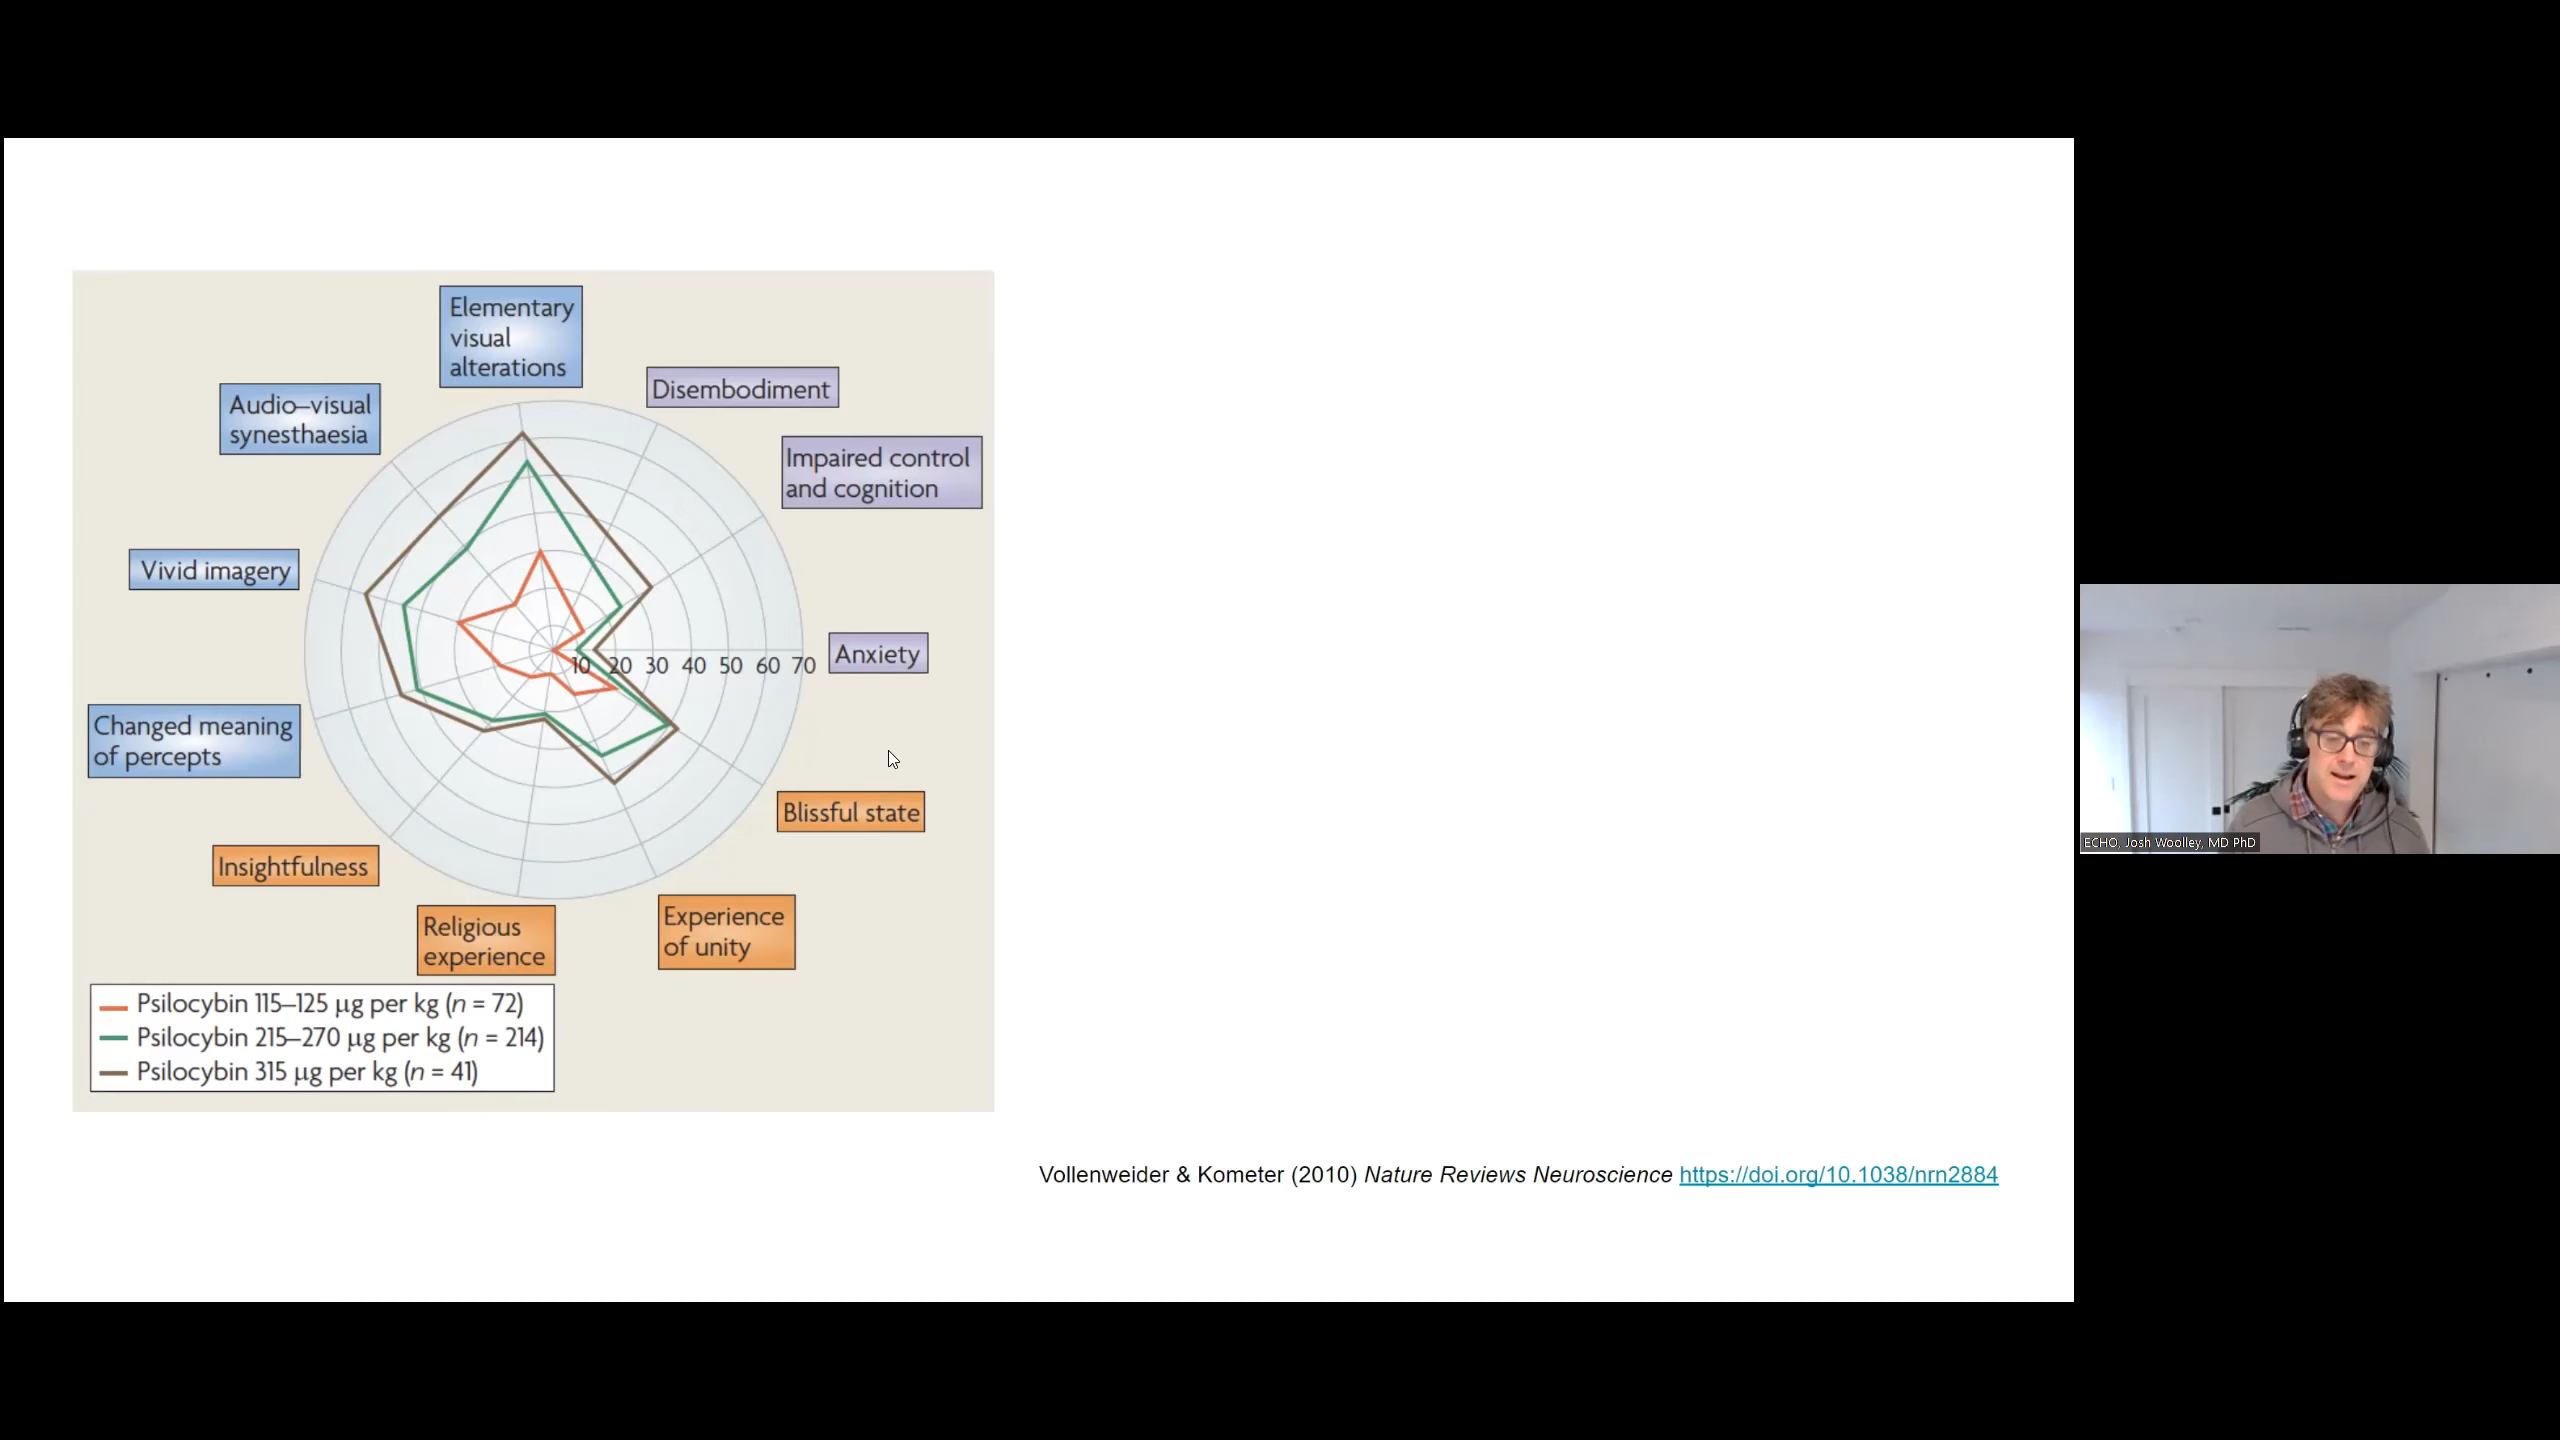 Elementary
visual
alterations
Disembodiment
Audio–visual
synesthaesia
Impaired control
and cognition
Vivid imagery
Anxiety
10 20 30 40 50 60 70
Changed meaning
of percepts
Blissful state
Insightfulness
Religious
experience
Experience
of unity
Psilocybin 115–125 μg per kg (n = 72)
Psilocybin 215–270 μg per kg (n = 214)
Psilocybin 315 μg per kg (n = 41)
Vollenweider & Kometer (2010) Nature Reviews Neuroscience https://doi.org/10.1038/nrn2884
ECHO, Josh Woolley, MD PhD